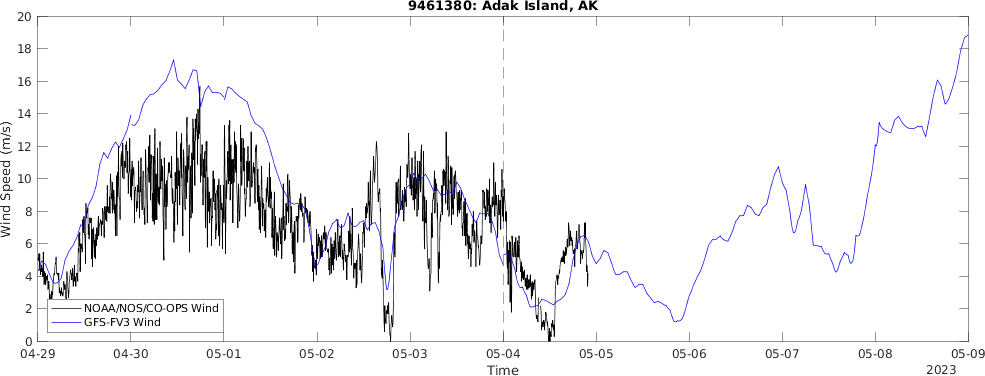 9461380: Adak Island, AK
Wind Speed (m/s)
20
18
16
14
12
10
8
6
4
2
0
NOAA/NOS/CO-OPS Wind
GFS-FV3 Wind
04-29 04-30 05-01 05-02 05-03 05-04 05-05 05-06 05-07 05-08 05-09
Time
2023